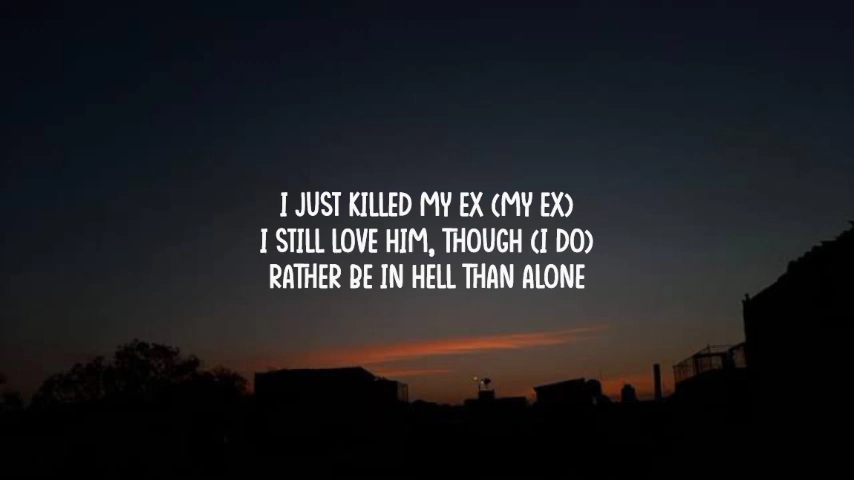 I JUST KILLED MY EX (MY EX)
I STILL LOVE HIM, THOUGH (I DO)
RATHER BE IN HELL THAN ALONE